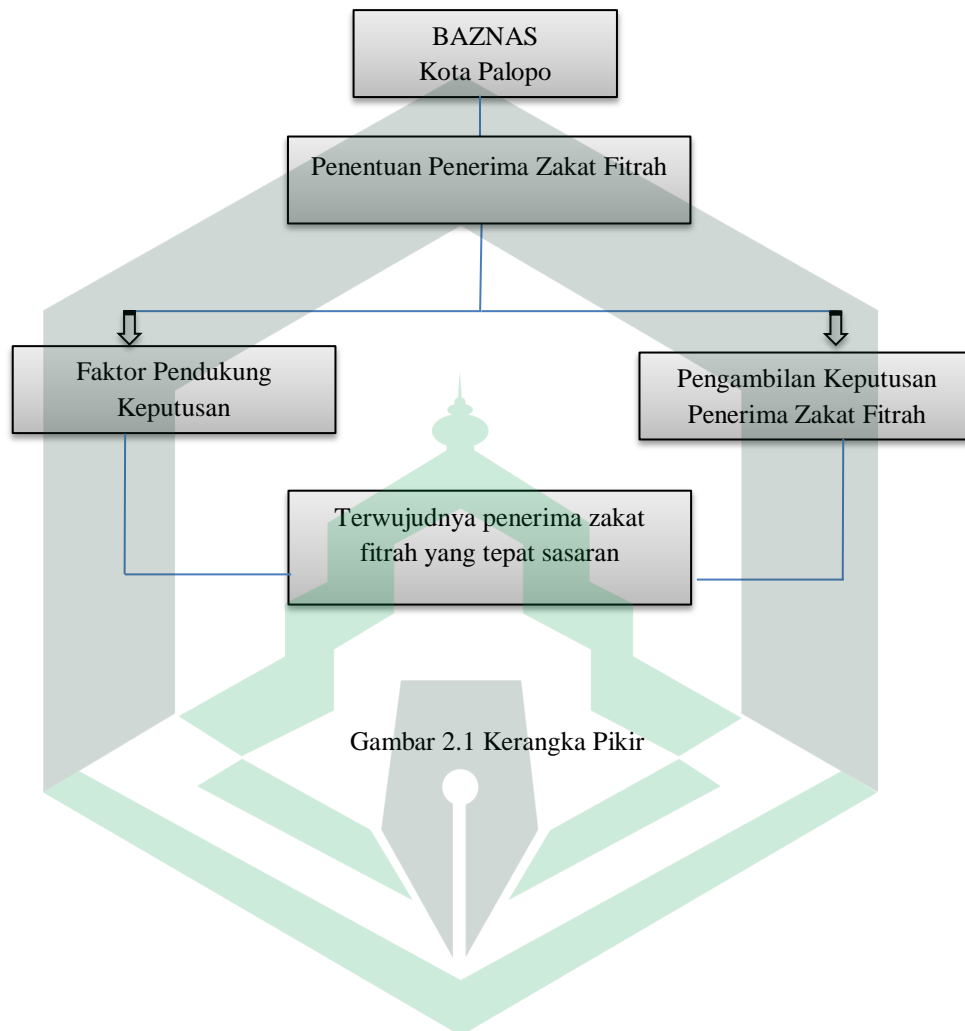 BAZNAS
Kota Palopo
Penentuan Penerima Zakat Fitrah
Faktor Pendukung
Keputusan
Pengambilan Keputusan
Penerima Zakat Fitrah
Terwujudnya penerima zakat
fitrah yang tepat sasaran
Gambar 2.1 Kerangka Pikir